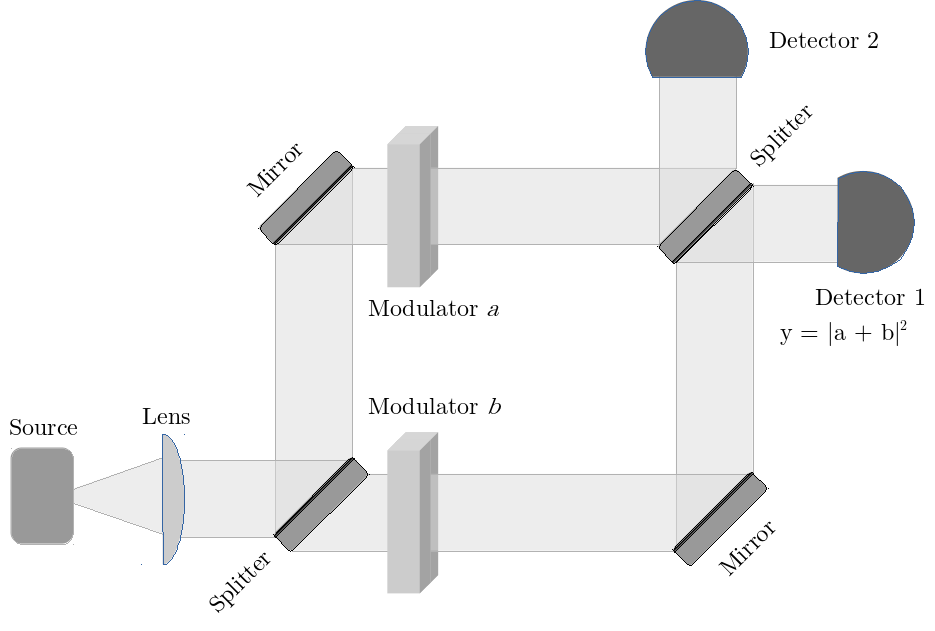 Detector 2
Splitter
Mirror
Detector 1
y = |a + b|²
Modulator a
Modulator b
Lens
Source
Splitter
Mirror